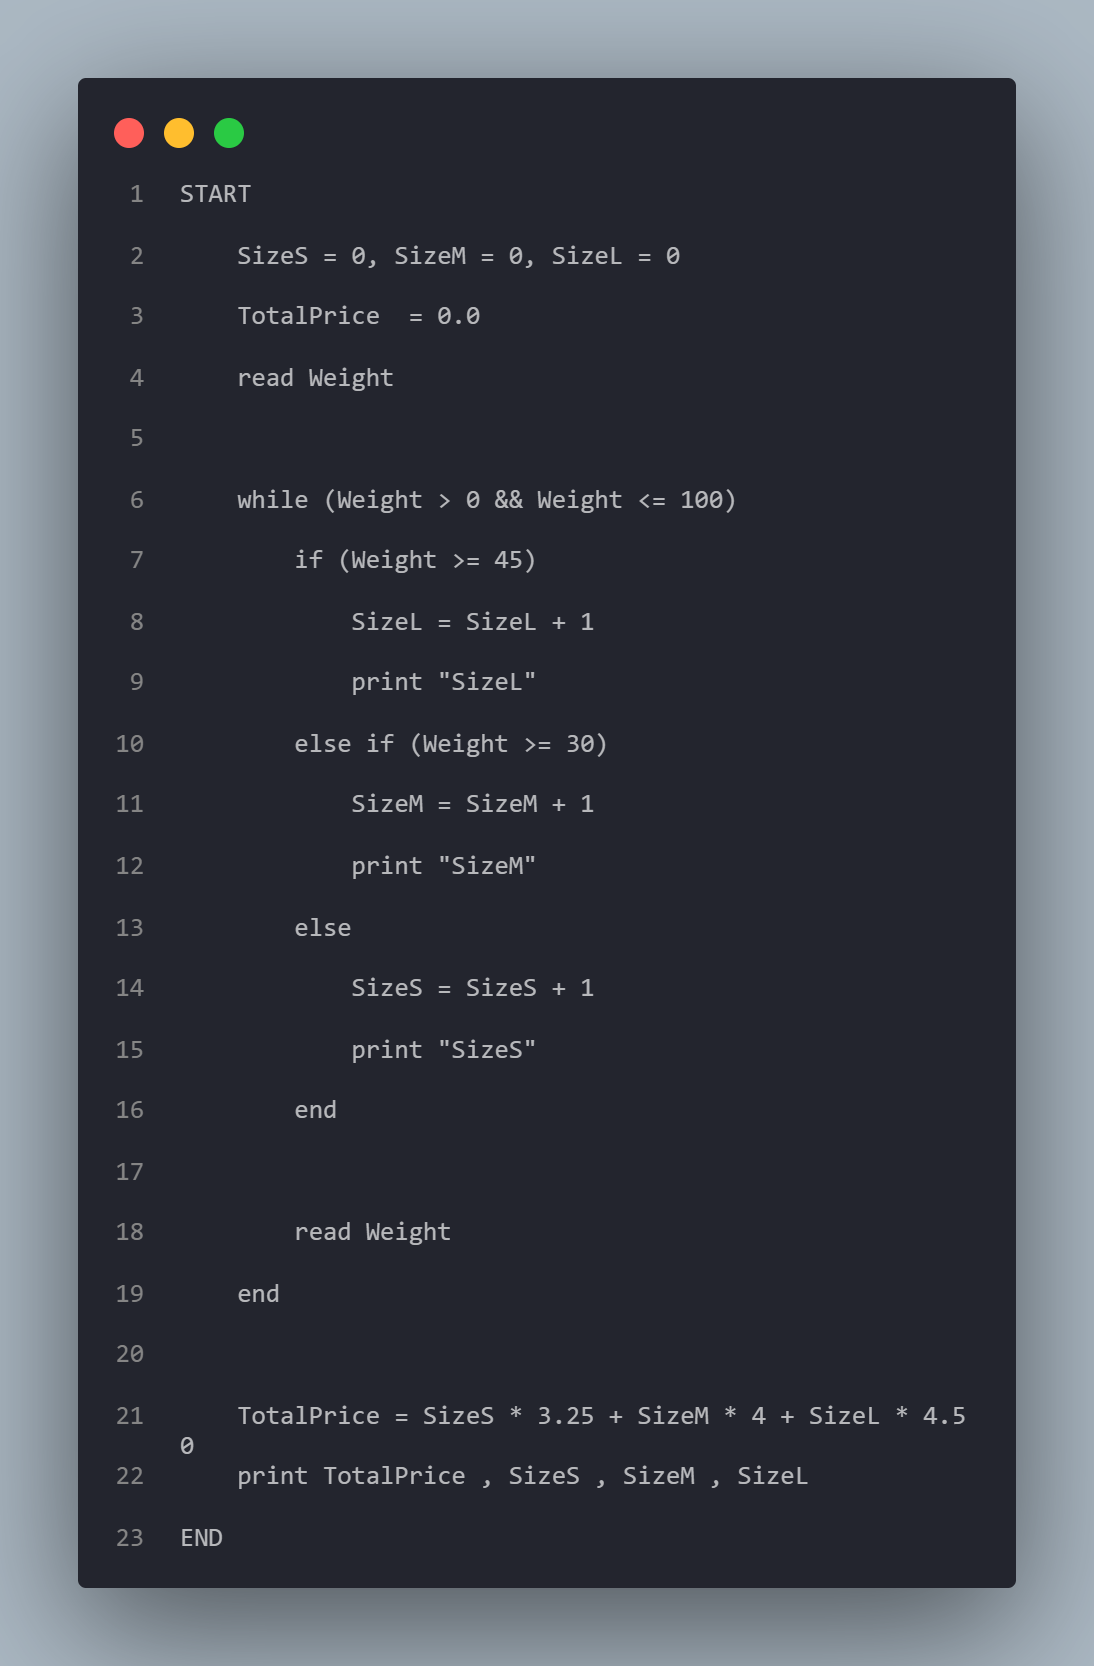 1 START
2     SizeS = 0, SizeM = 0, SizeL = 0
3     TotalPrice  = 0.0
4     read Weight
5
6     while (Weight > 0 && Weight <= 100)
7         if (Weight >= 45)
8             SizeL = SizeL + 1
9             print "SizeL"
10         else if (Weight >= 30)
11             SizeM = SizeM + 1
12             print "SizeM"
13         else
14             SizeS = SizeS + 1
15             print "SizeS"
16         end
17
18         read Weight
19     end
20
21     TotalPrice = SizeS * 3.25 + SizeM * 4 + SizeL * 4.5
0
22     print TotalPrice , SizeS , SizeM , SizeL
23 END